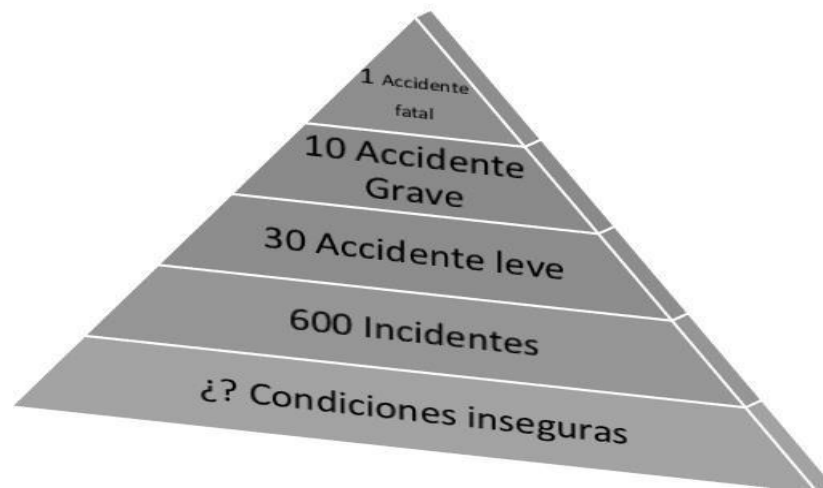 1 Accidente
fatal
10 Accidente
Grave
30 Accidente leve
600 Incidentes
¿? Condiciones inseguras